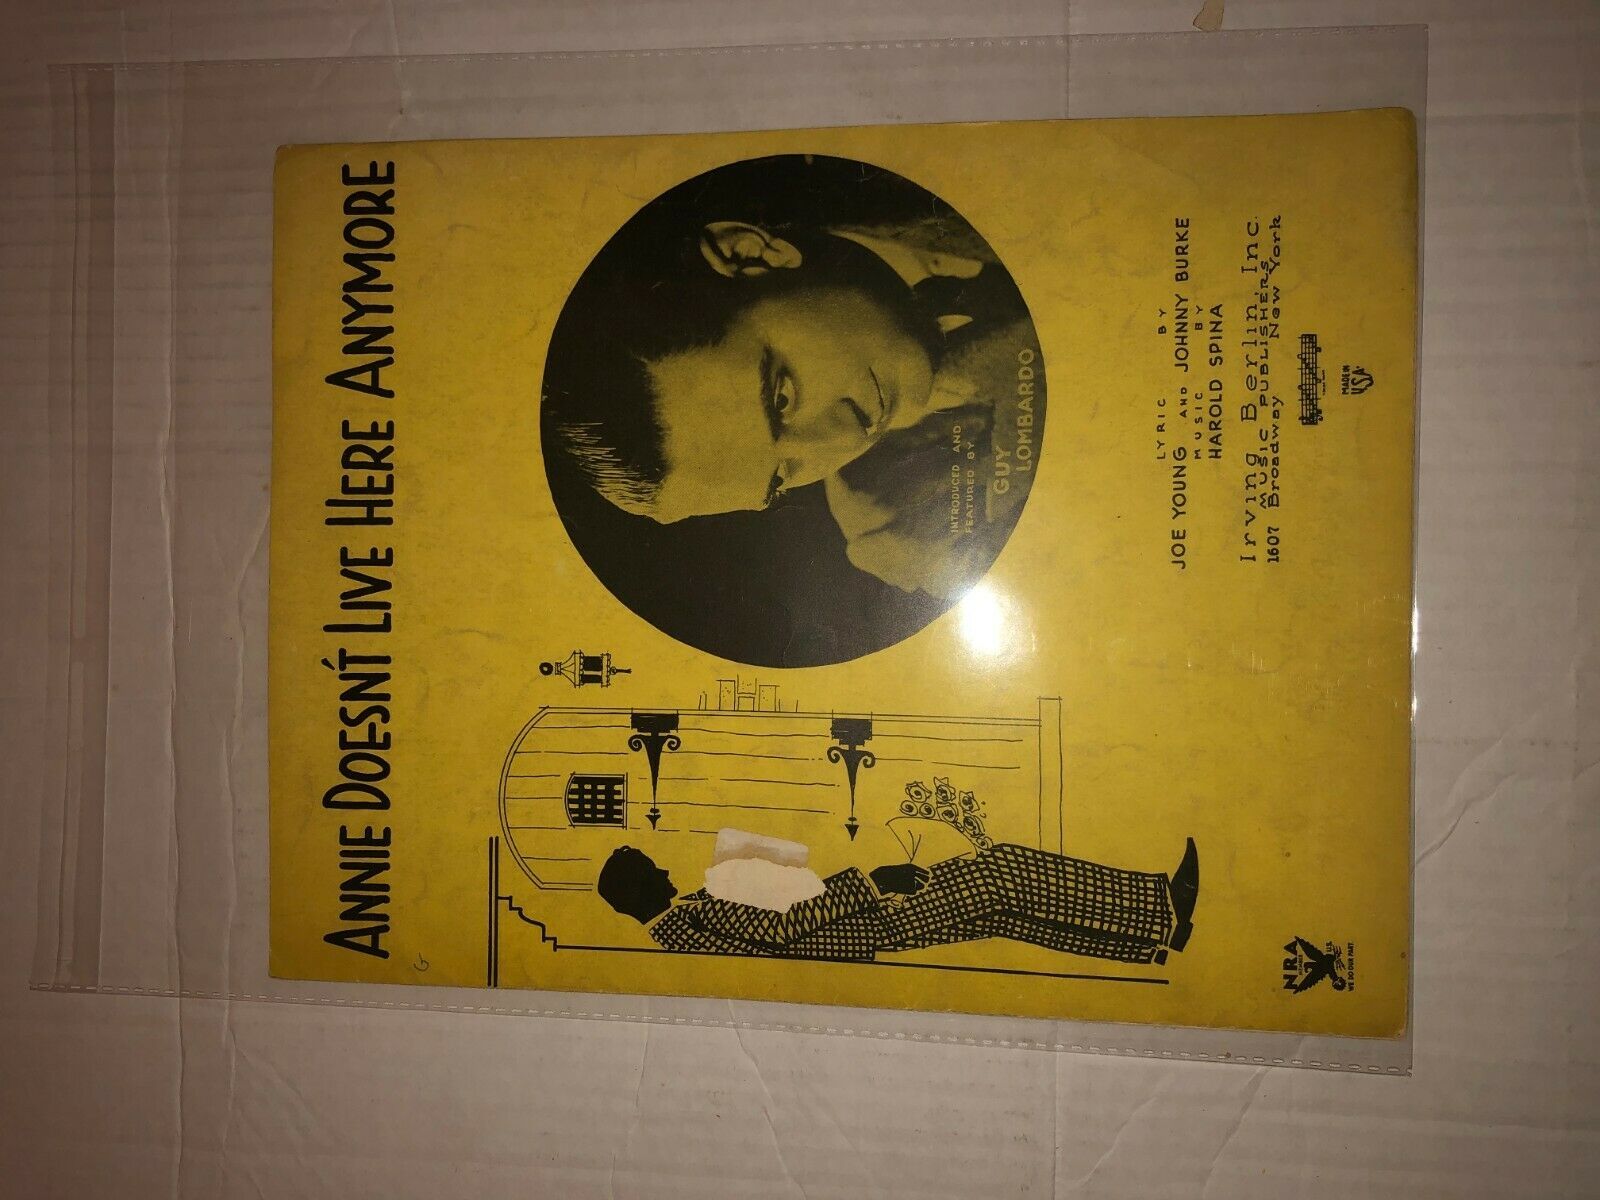 ANNIE DOESN'T LIVE HERE ANYMORE
G
INTRODUCED AND
FEATURED BY
GUY
LOMBARDO
LYRIC BY
JOE YOUNG AND JOHNNY BURKE
MUSIC BY
HAROLD SPINA
Irving Berlin, Inc.
MUSIC PUBLISHERS
1607 Broadway New York
MADE IN
U.S.A.
NRA
MEMBER
U.S.
WE DO OUR PART